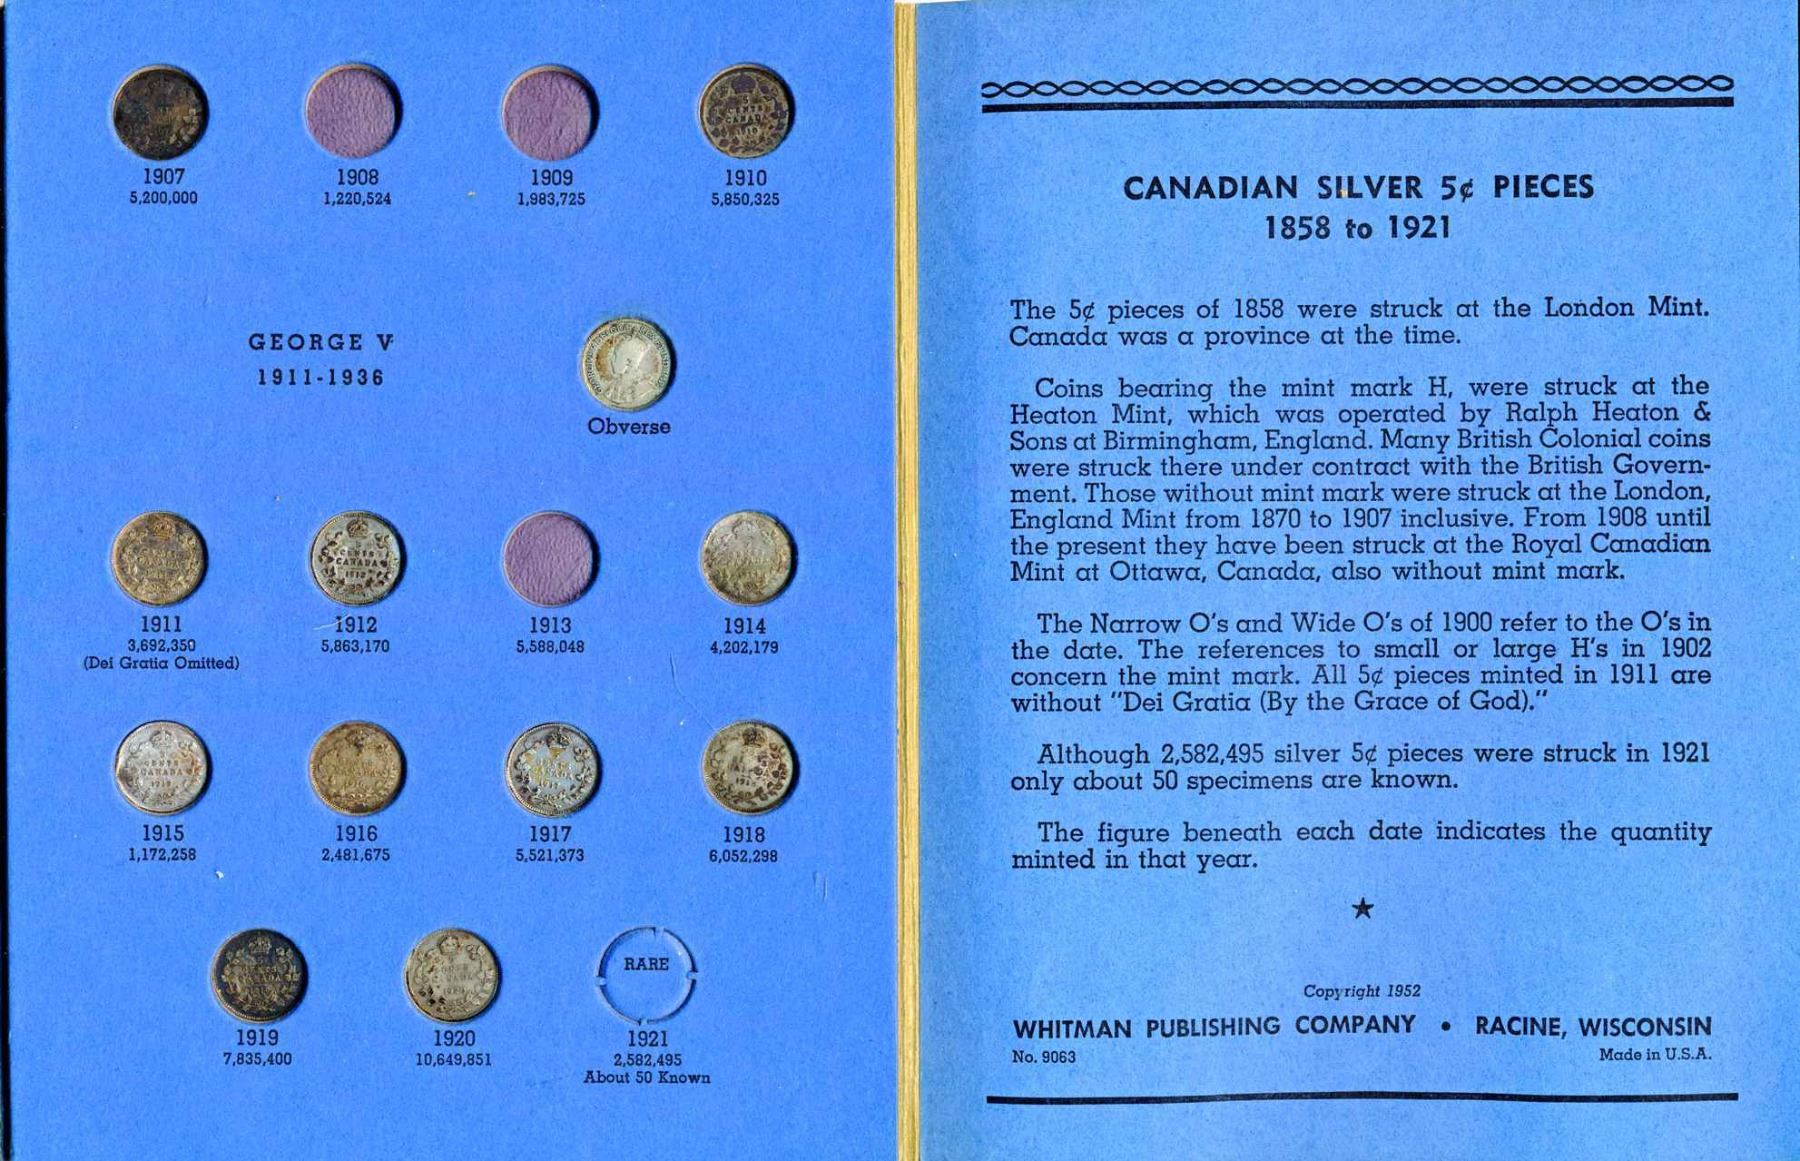 1907 1908 1909 1910
5,200,000 1,220,524 1,983,725 5,850,325
GEORGE V
1911-1936
Obverse
1911 1912 1913 1914
3,692,350 5,863,170 5,588,048 4,202,179
(Dei Gratia Omitted)
1915 1916 1917 1918
1,172,258 2,481,675 5,521,373 6,052,298
RARE
1919 1920 1921
7,835,400 10,649,851 2,582,495
About 50 Known
CANADIAN SILVER 5¢ PIECES
1858 to 1921
The 5¢ pieces of 1858 were struck at the London Mint.
Canada was a province at the time.
Coins bearing the mint mark H, were struck at the
Heaton Mint, which was operated by Ralph Heaton &
Sons at Birmingham, England. Many British Colonial coins
were struck there under contract with the British Govern-
ment. Those without mint mark were struck at the London,
England Mint from 1870 to 1907 inclusive. From 1908 until
the present they have been struck at the Royal Canadian
Mint at Ottawa, Canada, also without mint mark.
The Narrow O's and Wide O's of 1900 refer to the O's in
the date. The references to small or large H's in 1902
concern the mint mark. All 5¢ pieces minted in 1911 are
without "Dei Gratia (By the Grace of God)."
Although 2,582,495 silver 5¢ pieces were struck in 1921
only about 50 specimens are known.
The figure beneath each date indicates the quantity
minted in that year.
Copyright 1952
WHITMAN PUBLISHING COMPANY • RACINE, WISCONSIN
No. 9063 Made in U.S.A.